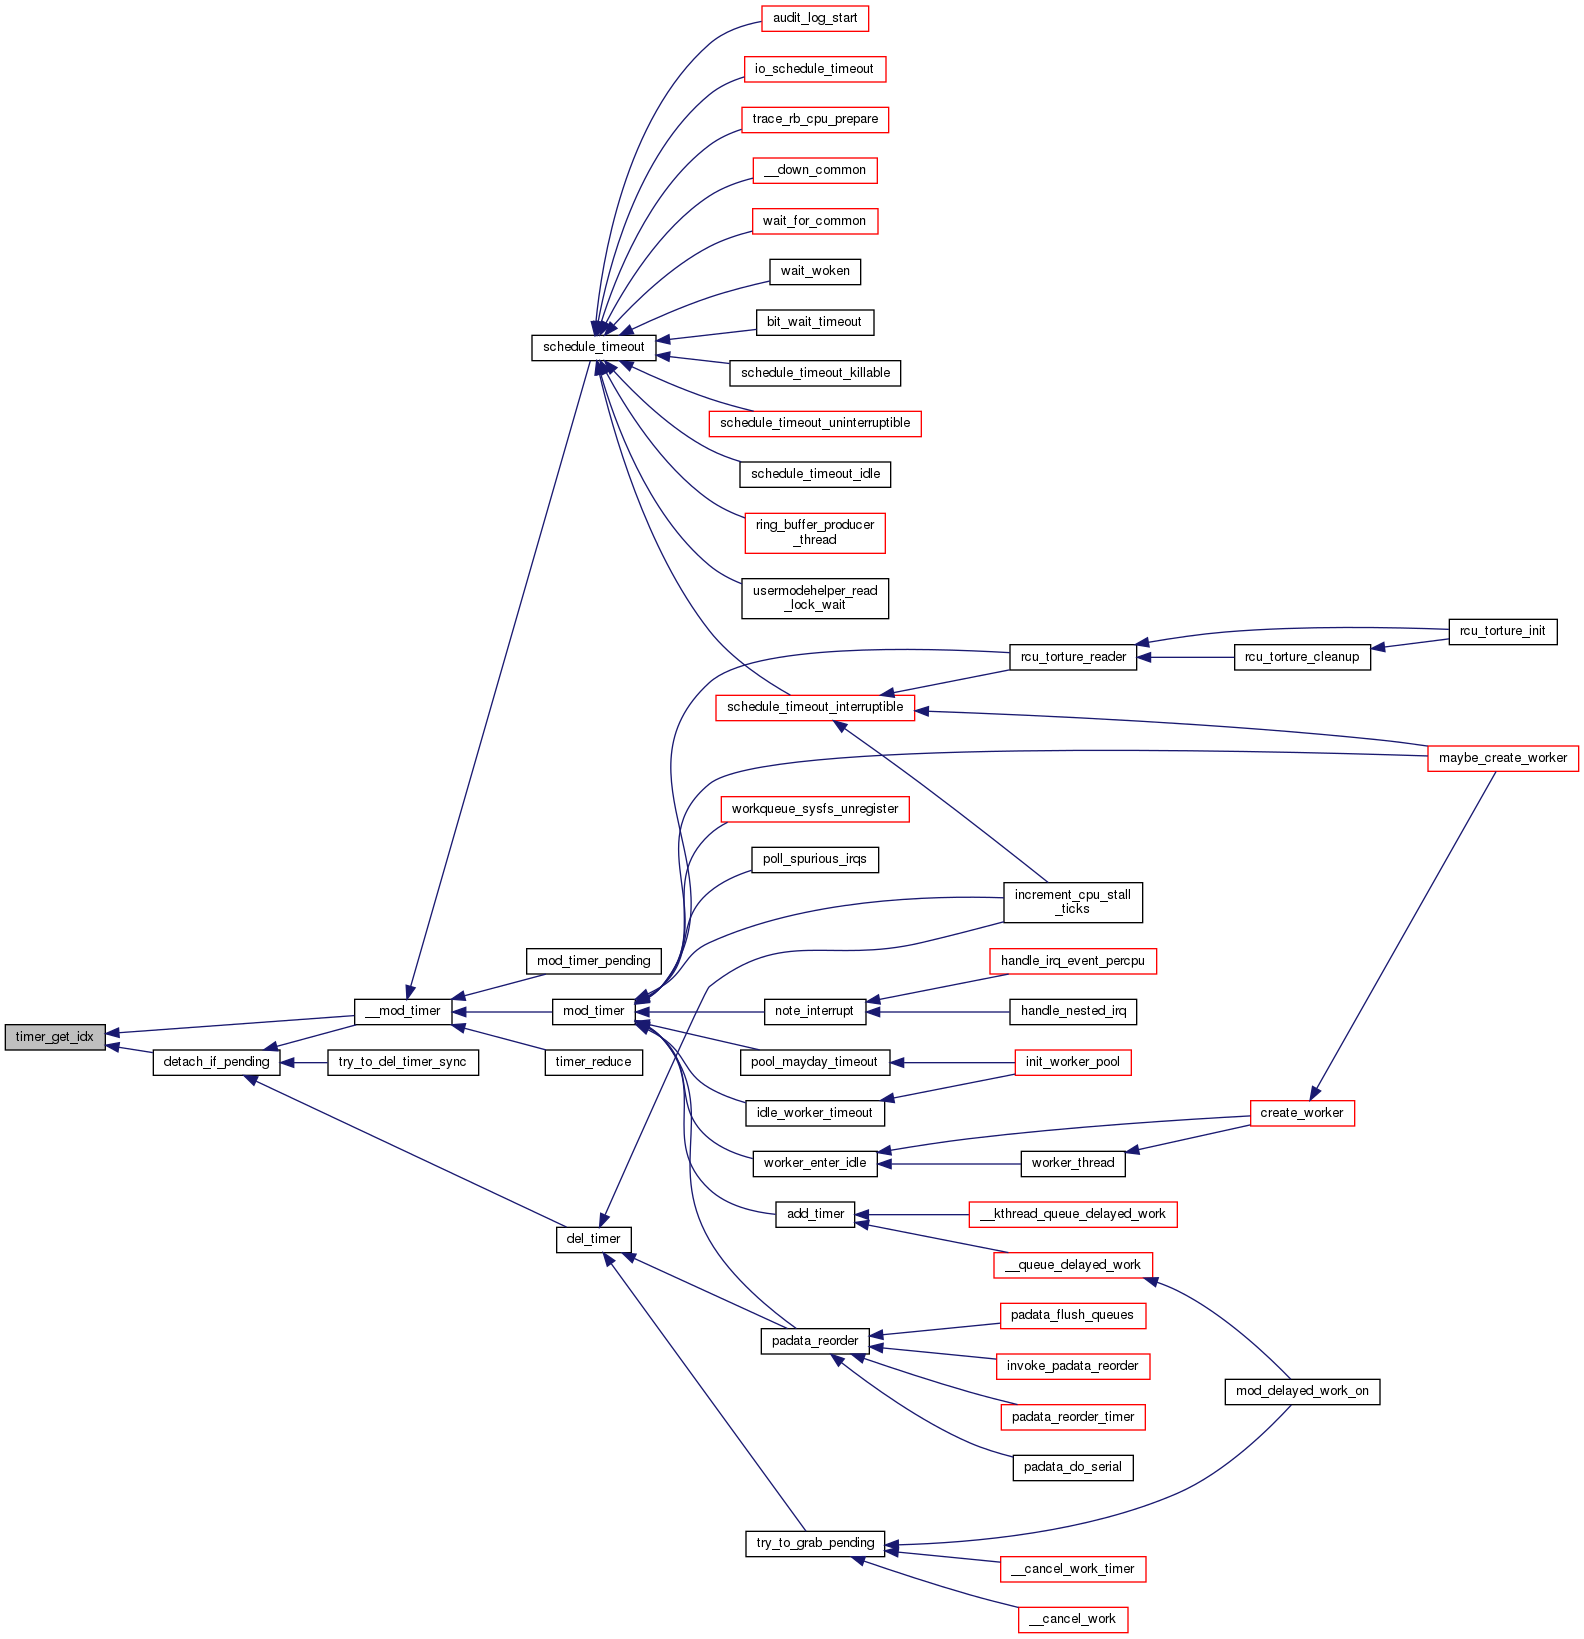 audit_log_start
io_schedule_timeout
trace_rb_cpu_prepare
__down_common
wait_for_common
wait_woken
bit_wait_timeout
schedule_timeout
schedule_timeout_killable
schedule_timeout_uninterruptible
schedule_timeout_idle
ring_buffer_producer
_thread
usermodehelper_read
_lock_wait
rcu_torture_init
rcu_torture_reader
rcu_torture_cleanup
schedule_timeout_interruptible
maybe_create_worker
workqueue_sysfs_unregister
poll_spurious_irqs
increment_cpu_stall
_ticks
mod_timer_pending
handle_irq_event_percpu
__mod_timer
mod_timer
note_interrupt
handle_nested_irq
timer_get_idx
detach_if_pending
try_to_del_timer_sync
timer_reduce
pool_mayday_timeout
init_worker_pool
idle_worker_timeout
create_worker
worker_enter_idle
worker_thread
add_timer
__kthread_queue_delayed_work
del_timer
__queue_delayed_work
padata_flush_queues
padata_reorder
invoke_padata_reorder
mod_delayed_work_on
padata_reorder_timer
padata_do_serial
try_to_grab_pending
__cancel_work_timer
__cancel_work